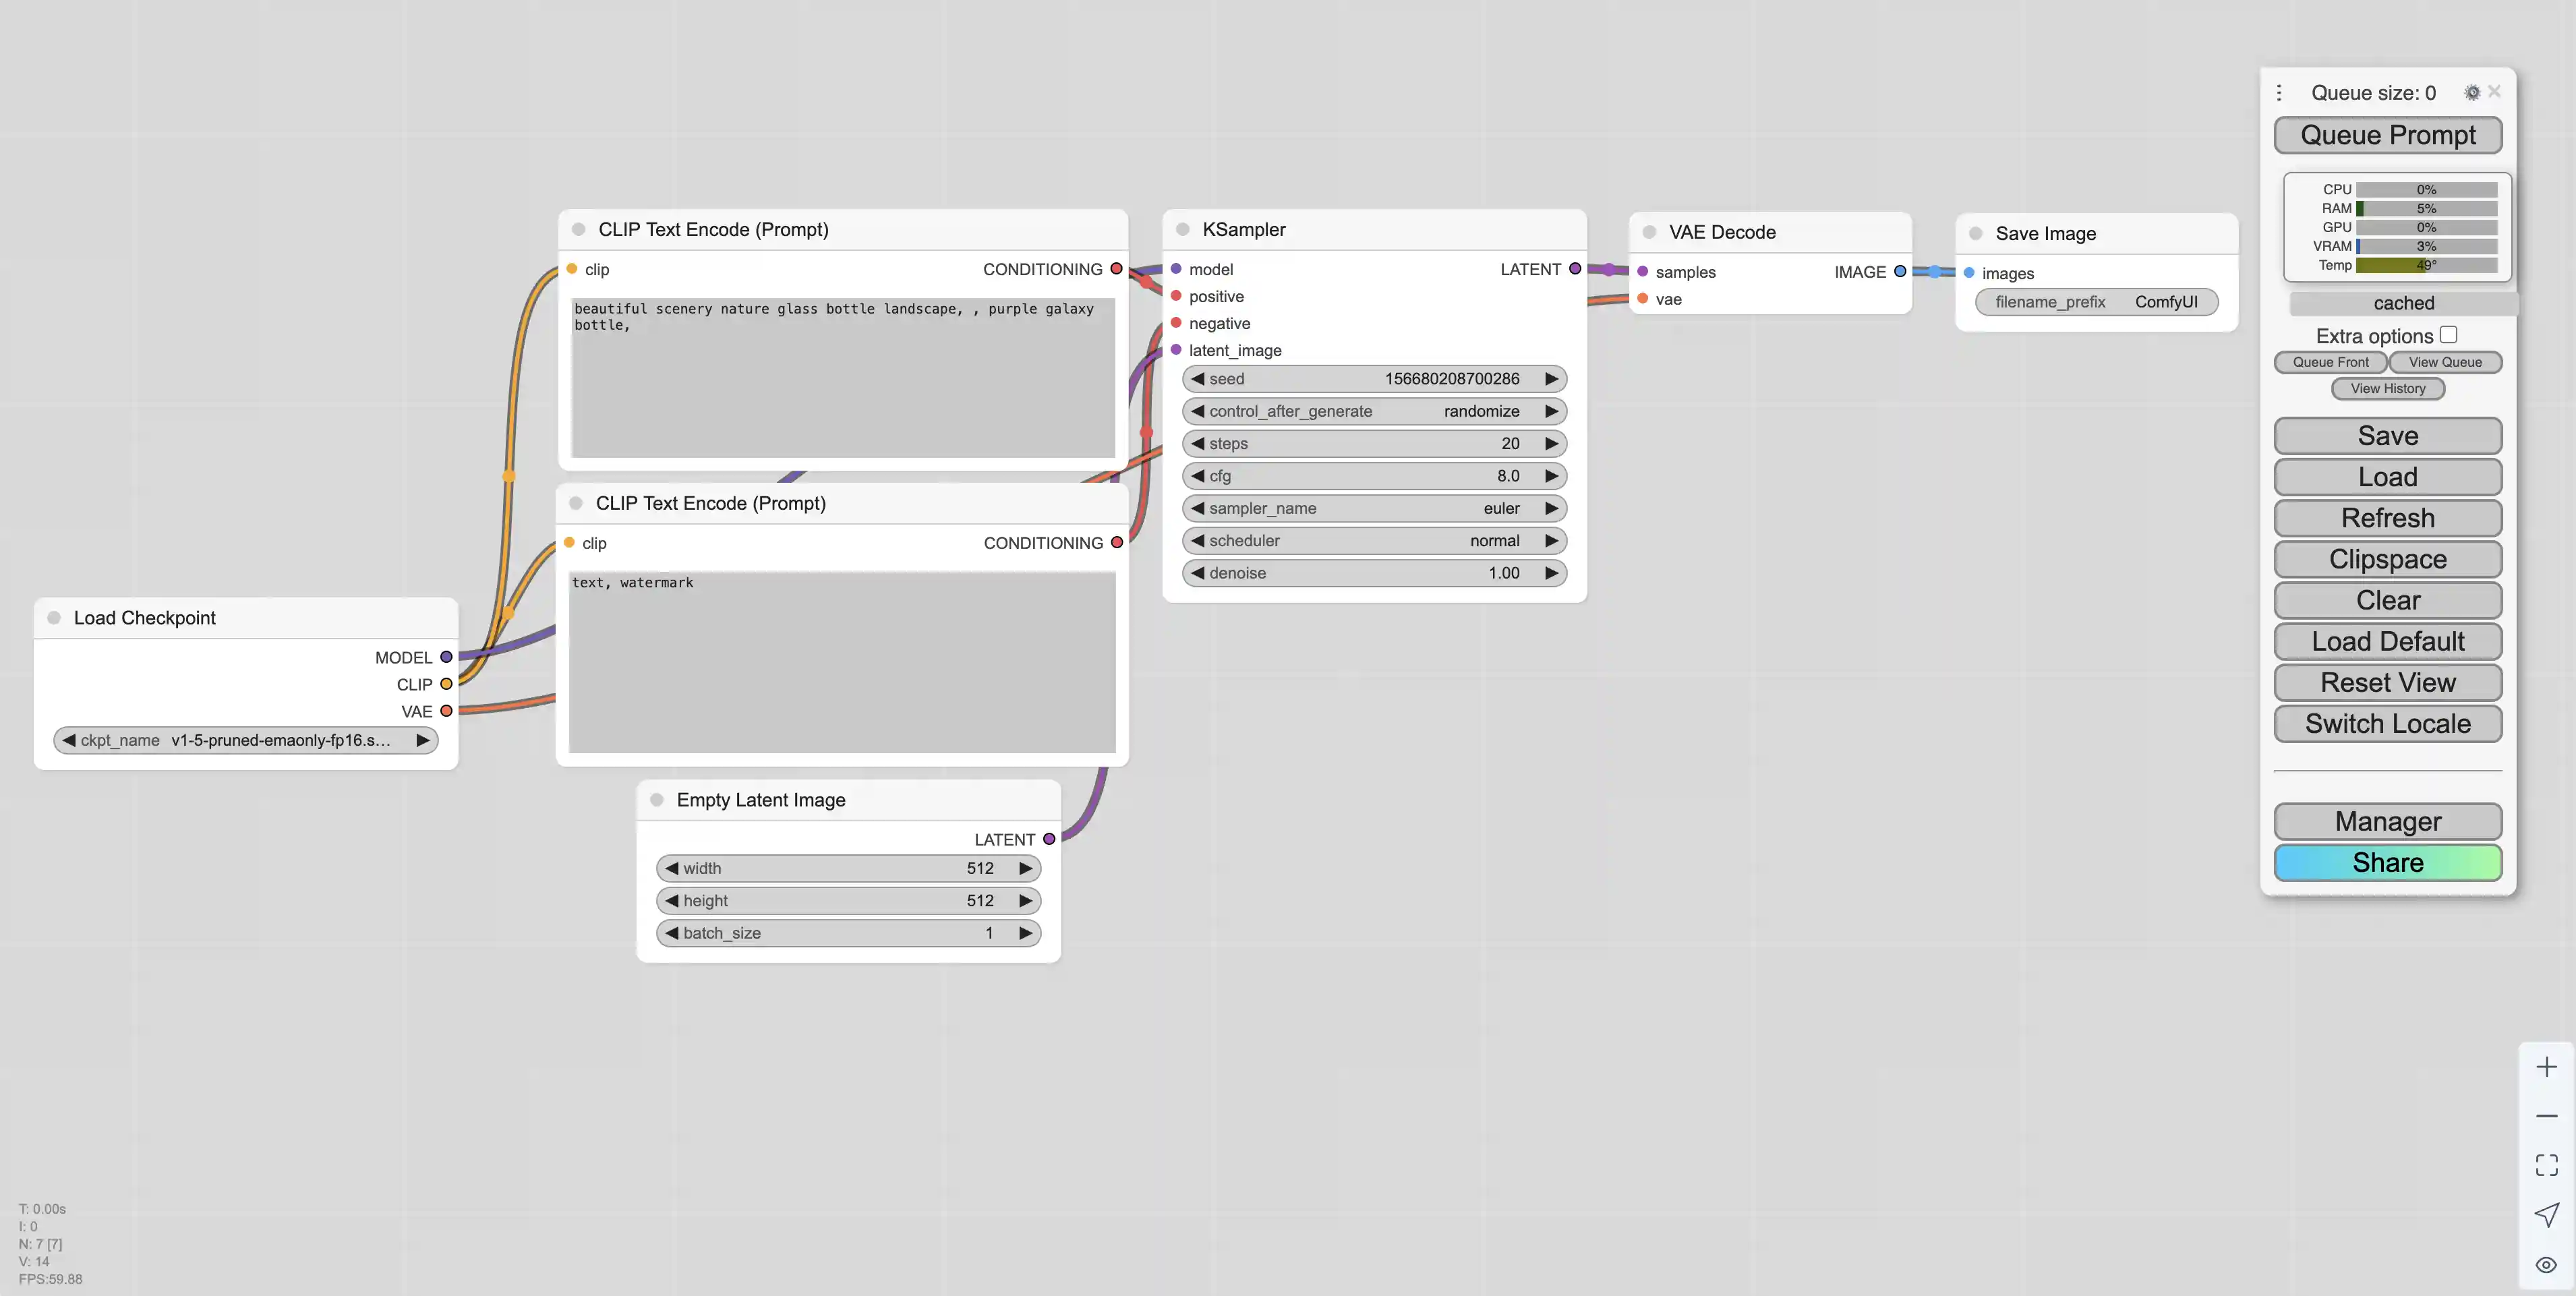 CLIP Text Encode (Prompt)
clip CONDITIONING
beautiful scenery nature glass bottle landscape, , purple galaxy
bottle,
CLIP Text Encode (Prompt)
clip CONDITIONING
text, watermark
Load Checkpoint
MODEL
CLIP
VAE
ckpt_name v1-5-pruned-emaonly-fp16.s...
Empty Latent Image
LATENT
width 512
height 512
batch_size 1
KSampler
model LATENT
positive
negative
latent_image
seed 156680208700286
control_after_generate randomize
steps 20
cfg 8.0
sampler_name euler
scheduler normal
denoise 1.00
VAE Decode
samples IMAGE
vae
Save Image
images
filename_prefix ComfyUI
Queue size: 0
Queue Prompt
CPU 0%
RAM 5%
GPU 0%
VRAM 3%
Temp 49°
cached
Extra options
Queue Front View Queue
View History
Save
Load
Refresh
Clipspace
Clear
Load Default
Reset View
Switch Locale
Manager
Share
T: 0.00s
I: 0
N: 7 [7]
V: 14
FPS:59.88